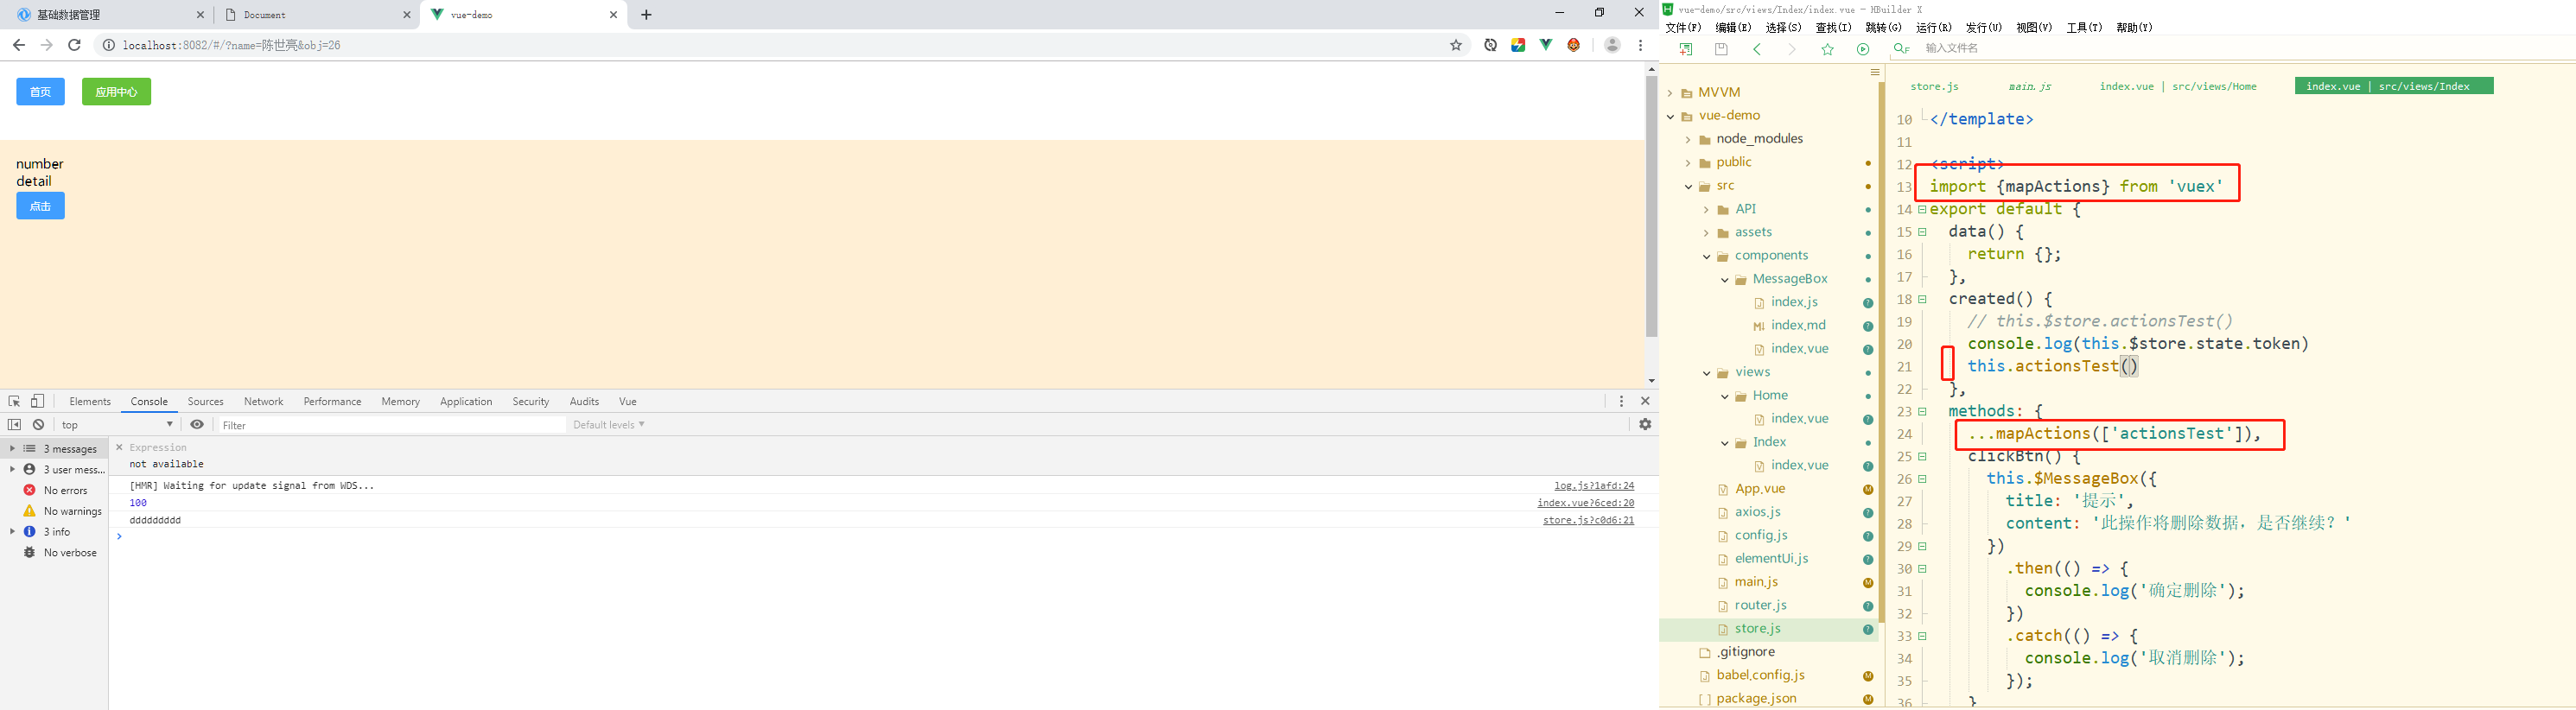 基础数据管理
Document
vue-demo
localhost:8082/#/?name=陈世亮&obj=26
首页
应用中心
number
detail
点击
Elements Console Sources Network Performance Memory Application Security Audits Vue
top
Filter
Default levels
3 messages
3 user mess...
No errors
No warnings
3 info
No verbose
Expression
not available
[HMR] Waiting for update signal from WDS... log.js?1afd:24
100 index.vue?6ced:20
ddddddddd store.js?c0d6:21
vue-demo/src/views/Index/index.vue - HBuilder X
文件(F) 编辑(E) 选择(S) 查找(I) 跳转(G) 运行(R) 发行(U) 视图(V) 工具(T) 帮助(Y)
输入文件名
MVVM
vue-demo
node_modules
public
src
API
assets
components
MessageBox
index.js
index.md
index.vue
views
Home
index.vue
Index
index.vue
App.vue
axios.js
config.js
elementUi.js
main.js
router.js
store.js
.gitignore
babel.config.js
package.json
store.js main.js index.vue | src/views/Home index.vue | src/views/Index
10 </template>
11
12 <script>
13 import {mapActions} from 'vuex'
14 export default {
15 data() {
16 return {};
17 },
18 created() {
19 // this.$store.actionsTest()
20 console.log(this.$store.state.token)
21 this.actionsTest()
22 },
23 methods: {
24 ...mapActions(['actionsTest']),
25 clickBtn() {
26 this.$MessageBox({
27 title: '提示',
28 content: '此操作将删除数据, 是否继续? '
29 })
30 .then(() => {
31 console.log('确定删除');
32 })
33 .catch(() => {
34 console.log('取消删除');
35 });
36 }